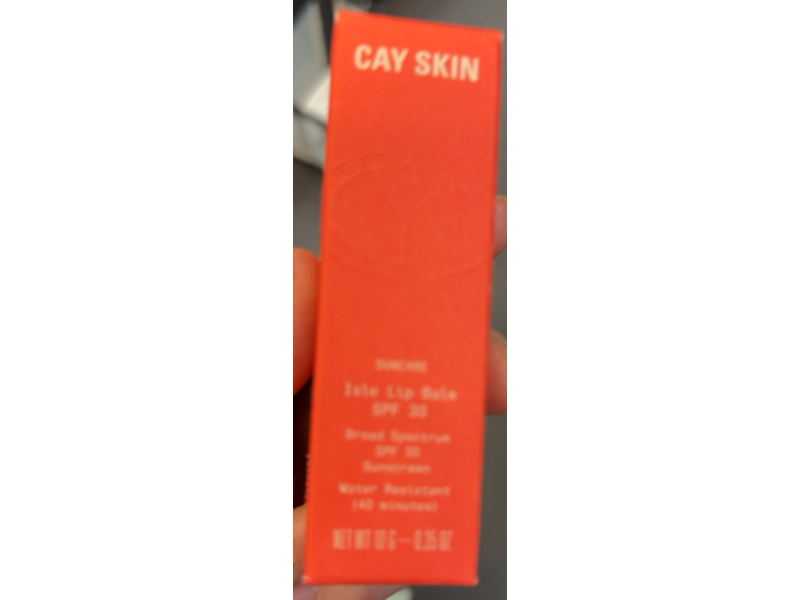 CAY SKIN
SUNCARE
Isle Lip Balm
SPF 30
Broad Spectrum
SPF 30
Sunscreen
Water Resistant
(40 minutes)
NET WT 10 G – 0.35 OZ